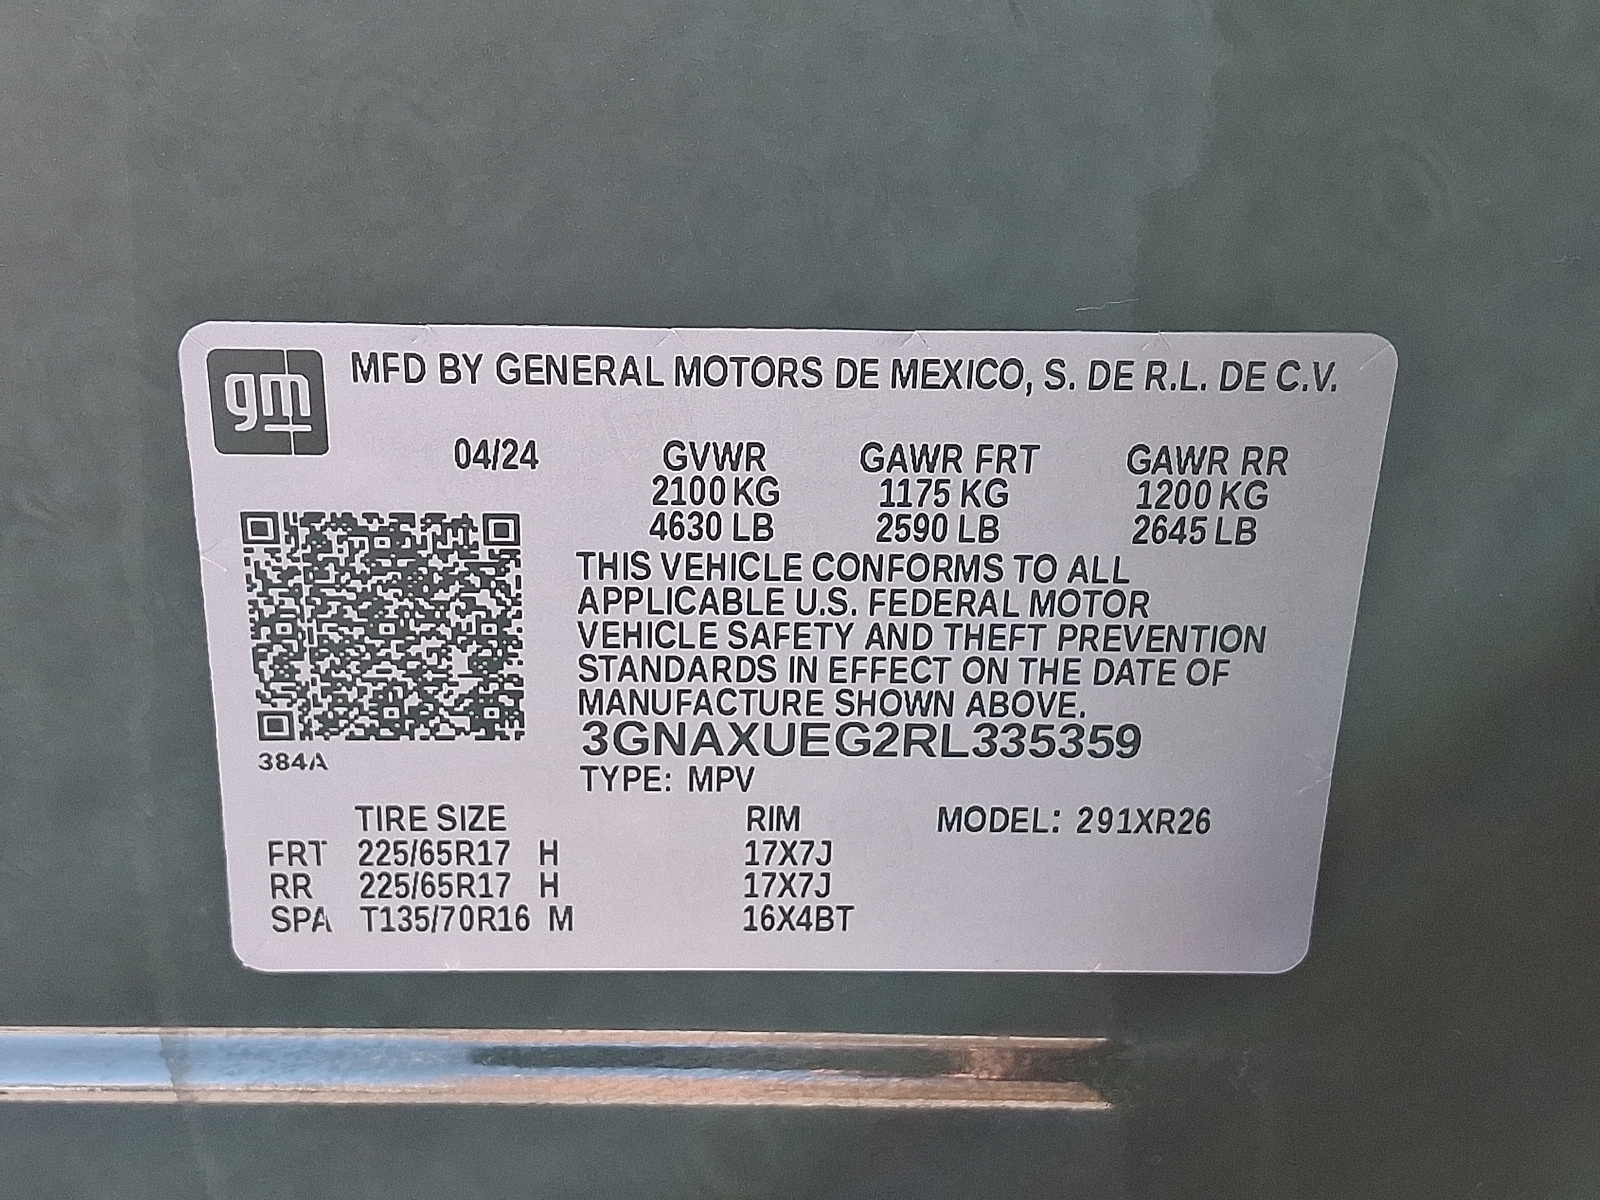 gm
MFD BY GENERAL MOTORS DE MEXICO, S. DE R.L. DE C.V.
04/24 GVWR GAWR FRT GAWR RR
2100 KG 1175 KG 1200 KG
4630 LB 2590 LB 2645 LB
THIS VEHICLE CONFORMS TO ALL
APPLICABLE U.S. FEDERAL MOTOR
VEHICLE SAFETY AND THEFT PREVENTION
STANDARDS IN EFFECT ON THE DATE OF
MANUFACTURE SHOWN ABOVE.
3GNAXUEG2RL335359
384A
TYPE: MPV
TIRE SIZE RIM MODEL: 291XR26
FRT 225/65R17 H 17X7J
RR 225/65R17 H 17X7J
SPA T135/70R16 M 16X4BT